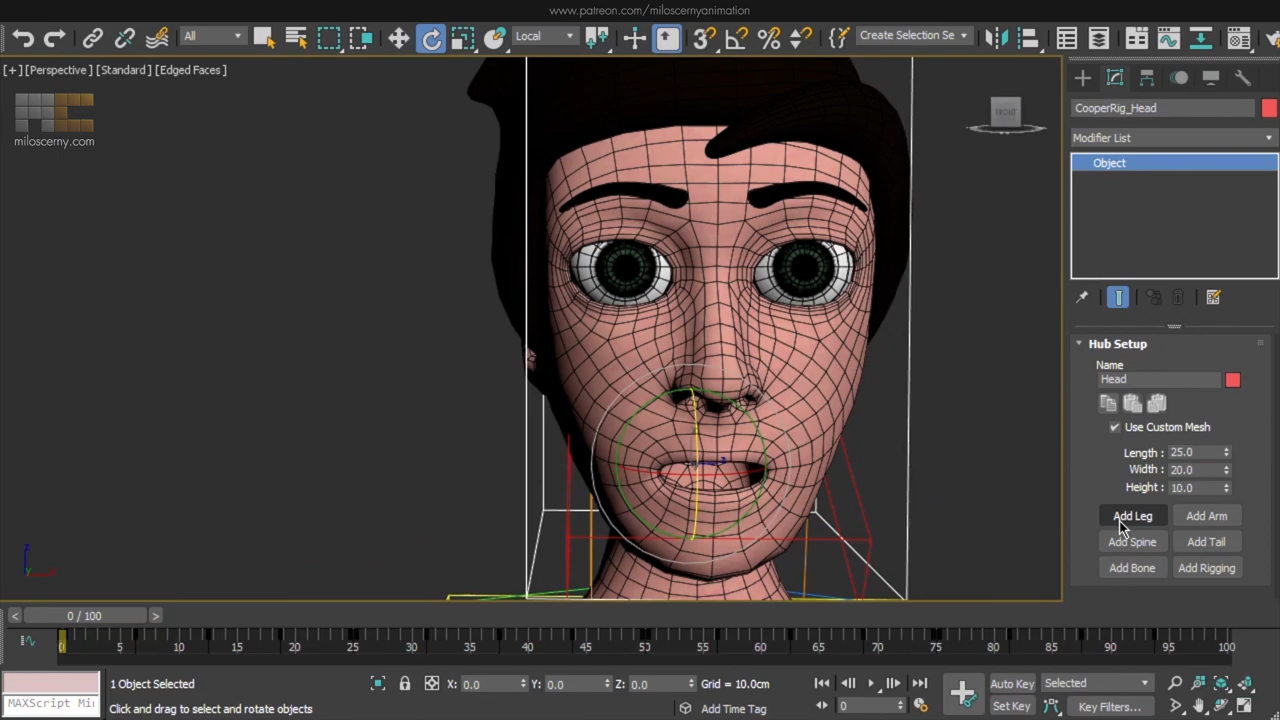 www.patreon.com/miloscernyanimation
All
Local
Create Selection Se
[+] [Perspective] [Standard] [Edged Faces]
miloscerny.com
FRONT
CooperRig_Head
Modifier List
Object
Hub Setup
Name
Head
Use Custom Mesh
Length : 25.0
Width : 20.0
Height : 10.0
Add Leg Add Arm
Add Spine Add Tail
Add Bone Add Rigging
z
x
y
< 0 / 100 >
0 5 10 15 20 25 30 35 40 45 50 55 60 65 70 75 80 85 90 95 100
1 Object Selected X: 0.0 Y: 0.0 Z: 0.0 Grid = 10.0cm Auto Key Selected
MAXScript Mi
Click and drag to select and rotate objects Add Time Tag 0 Set Key Key Filters...